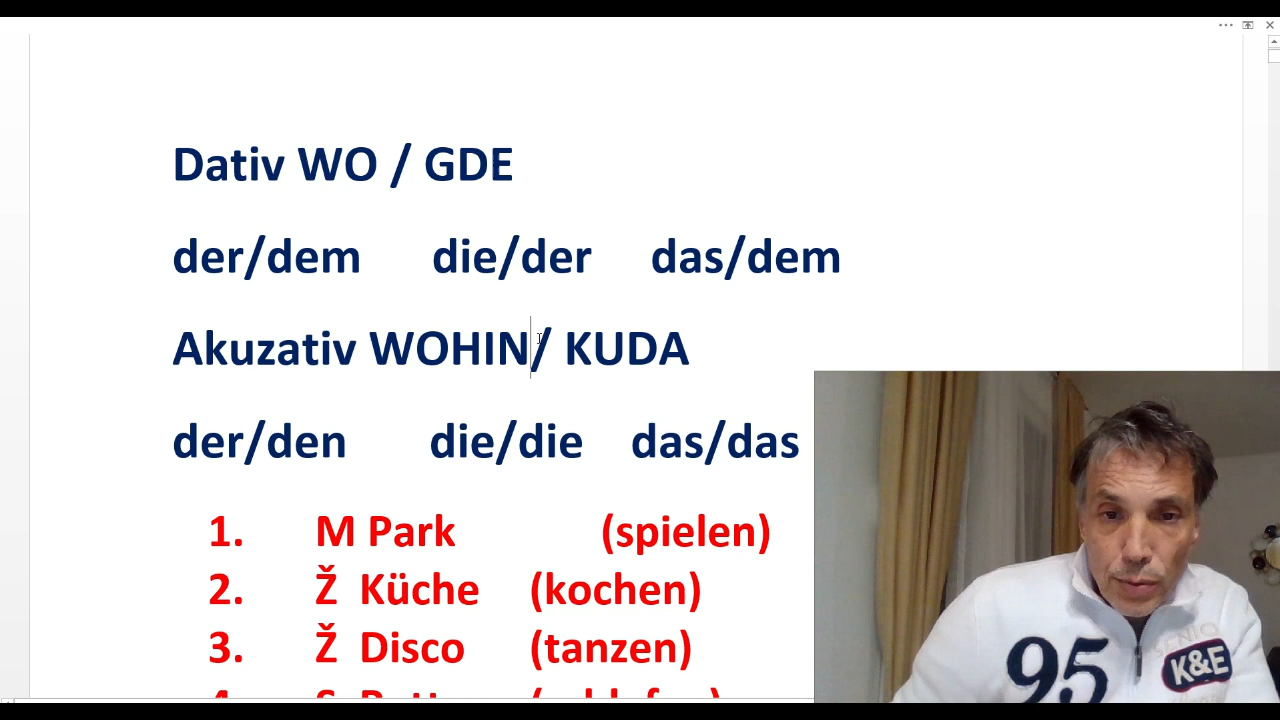 Dativ WO / GDE
der/dem die/der das/dem
Akuzativ WOHIN/ KUDA
der/den die/die das/das
1. M Park (spielen)
2. Ž Küche (kochen)
3. Ž Disco (tanzen)
95
K&E